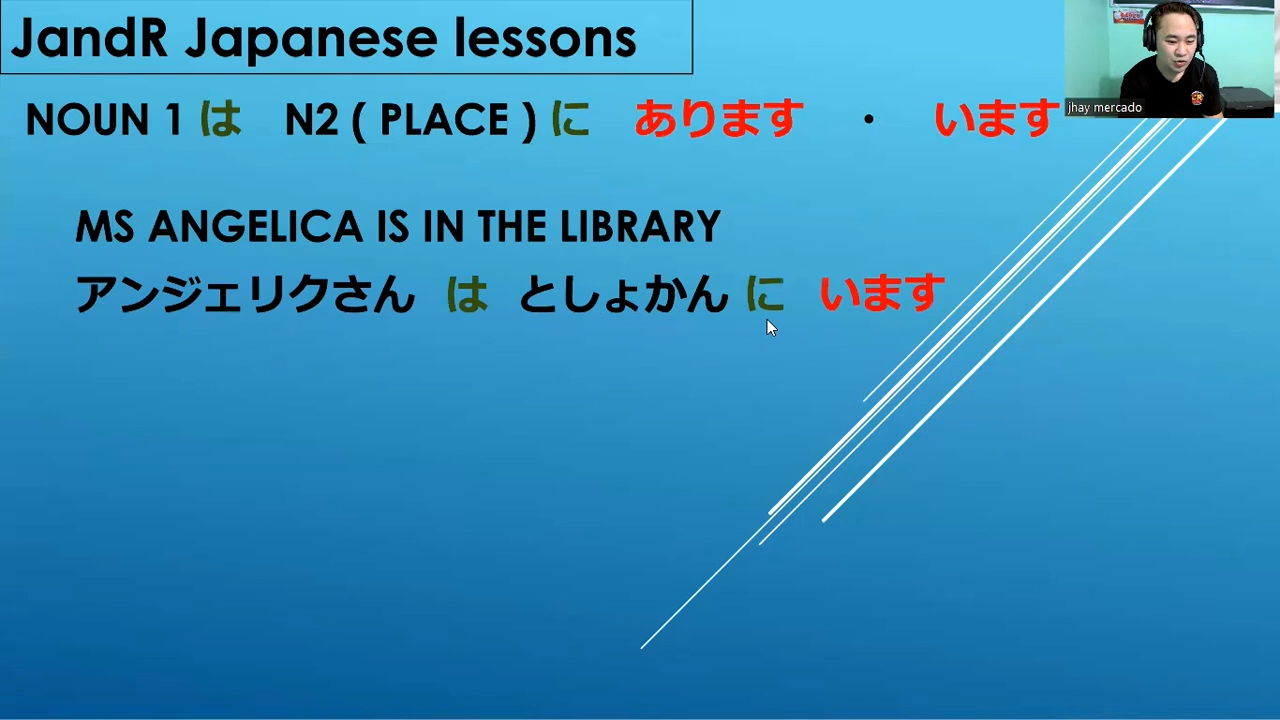 JandR Japanese lessons
jhay mercado
NOUN 1 は N2 ( PLACE ) に あります ・ います
MS ANGELICA IS IN THE LIBRARY
アンジェリクさん は としょかん に います